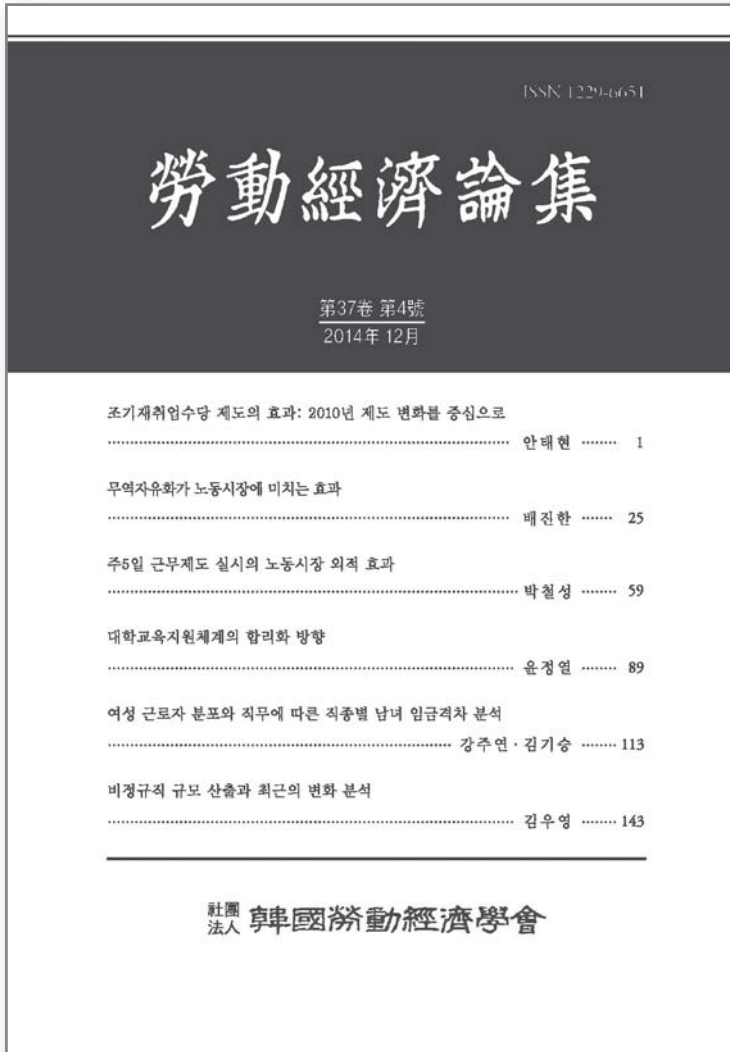 ISSN 1229-6651
勞動經濟論集
第37卷 第4號
2014年 12月
조기재취업수당 제도의 효과: 2010년 제도 변화를 중심으로
안태현 1
무역자유화가 노동시장에 미치는 효과
배진한 25
주5일 근무제도 실시의 노동시장 외적 효과
박철성 59
대학교육지원체계의 합리화 방향
윤정열 89
여성 근로자 분포와 직무에 따른 직종별 남녀 임금격차 분석
강주연·김기승 113
비정규직 규모 산출과 최근의 변화 분석
김우영 143
社團
法人 韓國勞動經濟學會